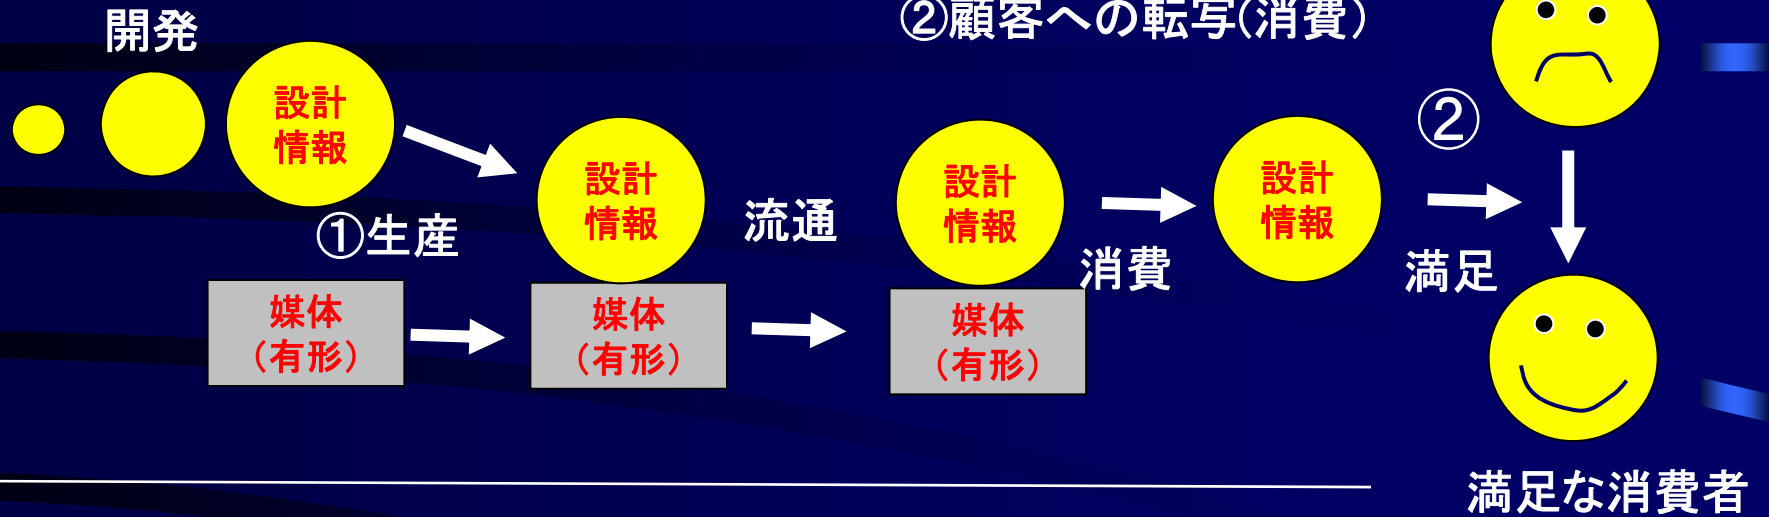 開発
②顧客への転写(消費)
設計
情報
①生産
媒体
(有形)
設計
情報
媒体
(有形)
流通
設計
情報
媒体
(有形)
消費
設計
情報
②
満足
満足な消費者